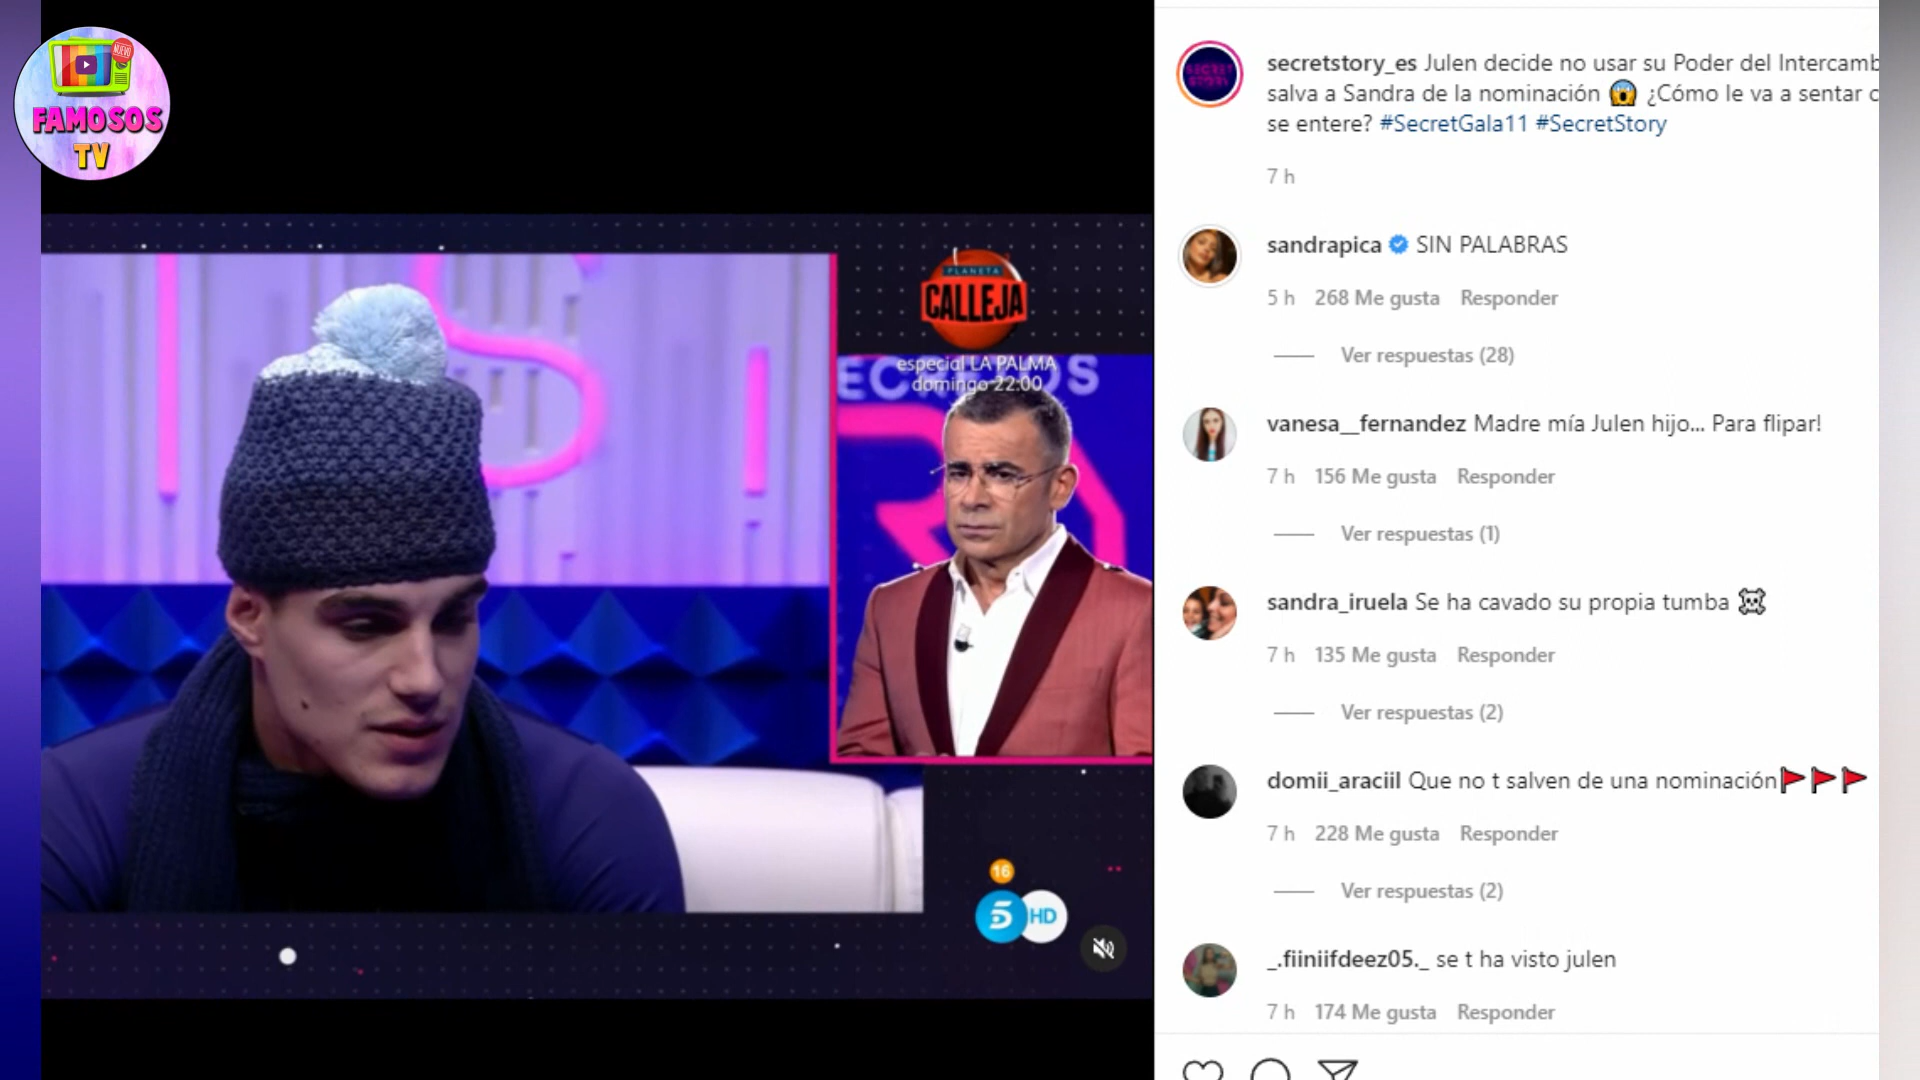 NUEVO
FAMOSOS
TV
PLANETA
CALLEJA
especial LA PALMA
domingo 22:00
16
5 HD
secretstory_es Julen decide no usar su Poder del Intercamb
salva a Sandra de la nominación 😱 ¿Cómo le va a sentar c
se entere? #SecretGala11 #SecretStory
7 h
sandrapica SIN PALABRAS
5 h 268 Me gusta Responder
Ver respuestas (28)
vanesa__fernandez Madre mía Julen hijo... Para flipar!
7 h 156 Me gusta Responder
Ver respuestas (1)
sandra_iruela Se ha cavado su propia tumba ☠️
7 h 135 Me gusta Responder
Ver respuestas (2)
domii_araciil Que no t salven de una nominación🚩🚩🚩
7 h 228 Me gusta Responder
Ver respuestas (2)
_.fiiniifdeez05._ se t ha visto julen
7 h 174 Me gusta Responder